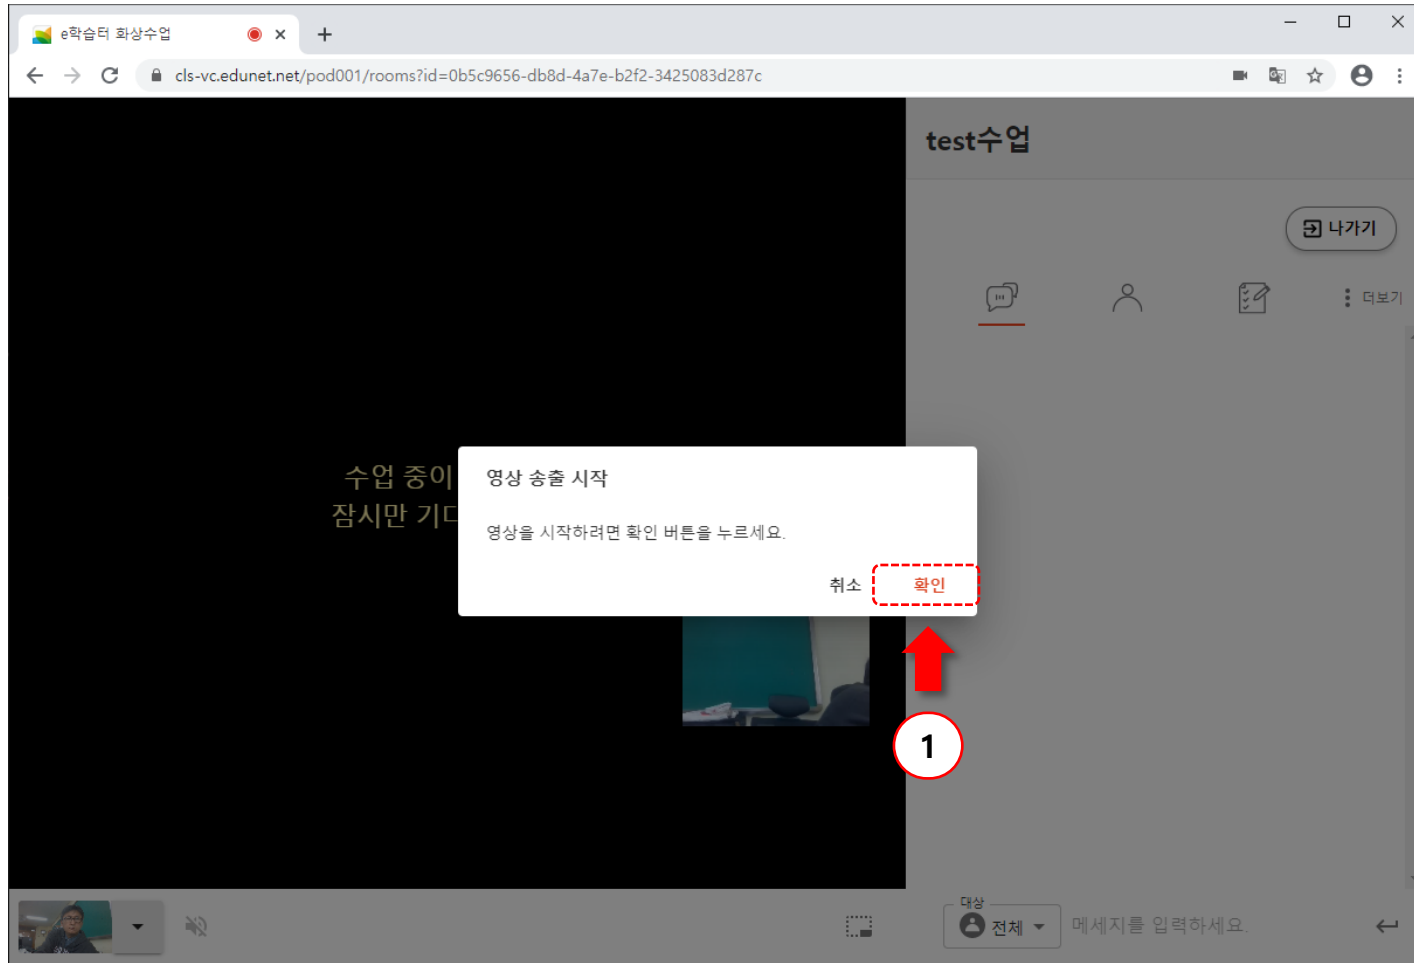 e학습터 화상수업
cls-vc.edunet.net/pod001/rooms?id=0b5c9656-db8d-4a7e-b2f2-3425083d287c
test수업
나가기
더보기
수업 중이
잠시만 기다
영상 송출 시작
영상을 시작하려면 확인 버튼을 누르세요.
취소
확인
1
대상
전체
메세지를 입력하세요.